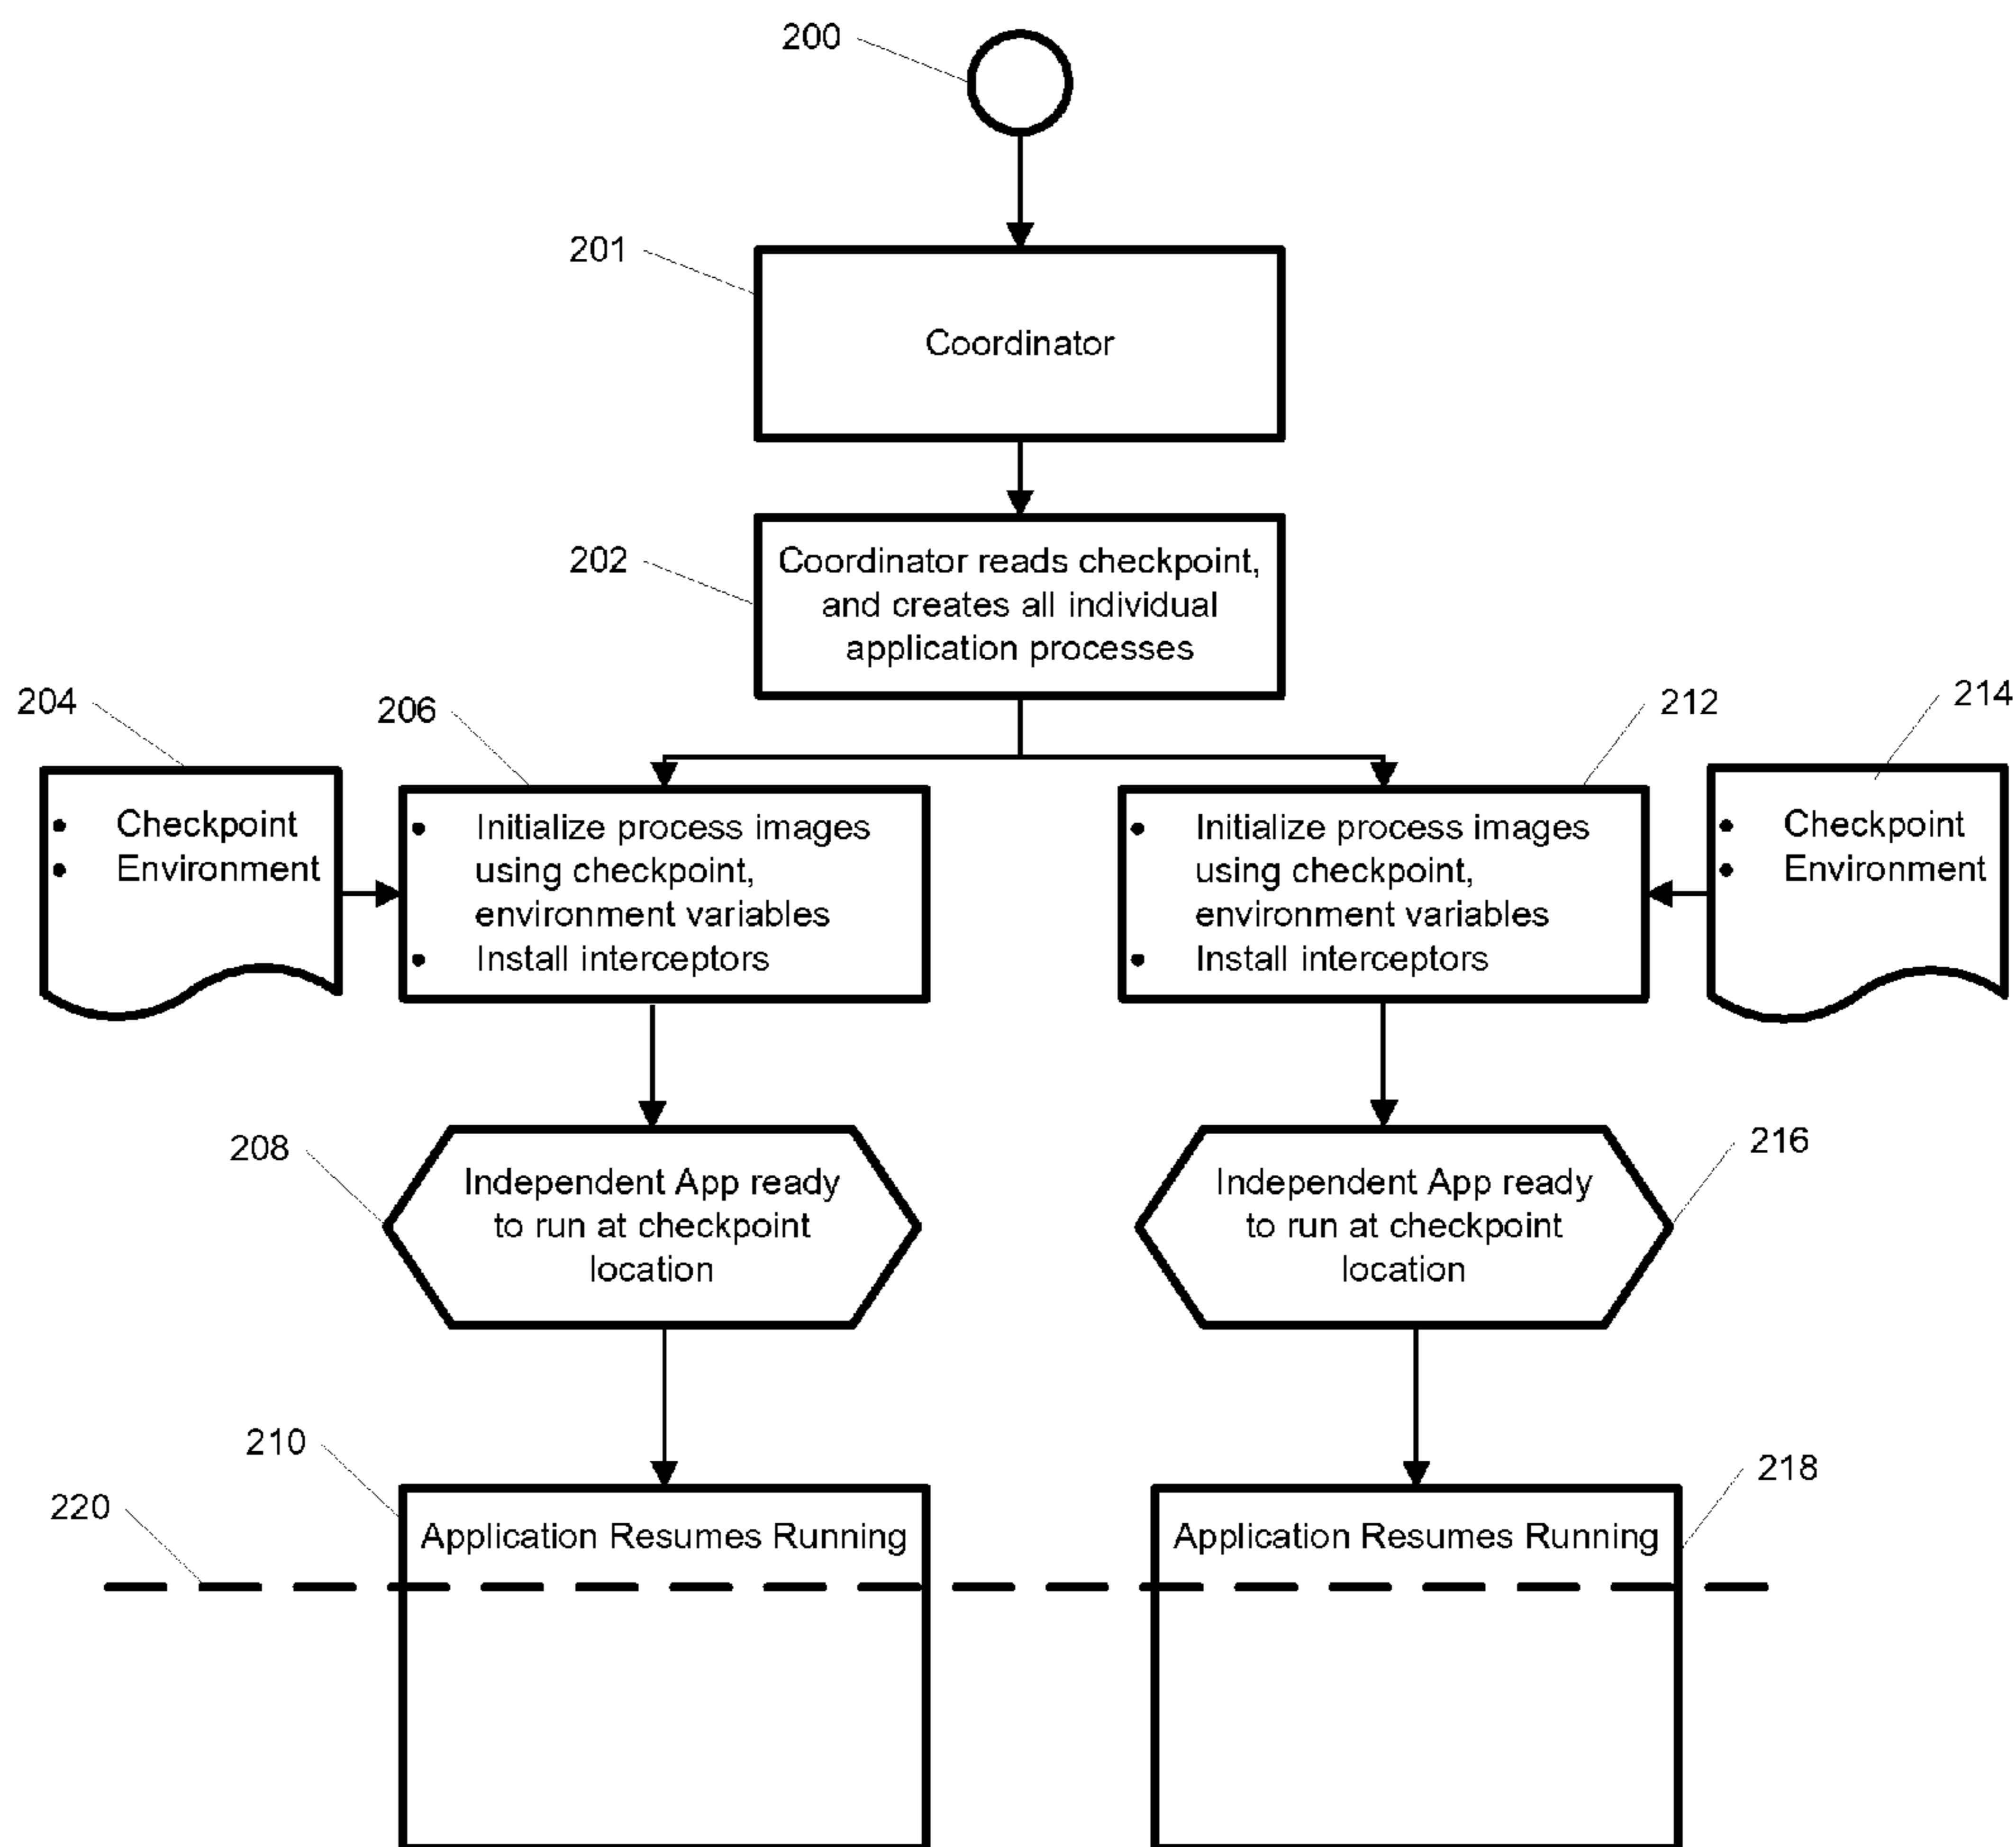 200
201
Coordinator
202
Coordinator reads checkpoint,
and creates all individual
application processes
204
206
212
214
• Checkpoint
• Environment
• Initialize process images
using checkpoint,
environment variables
• Install interceptors
• Initialize process images
using checkpoint,
environment variables
• Install interceptors
• Checkpoint
• Environment
208
Independent App ready
to run at checkpoint
location
Independent App ready
to run at checkpoint
location
216
210
Application Resumes Running
Application Resumes Running
218
220